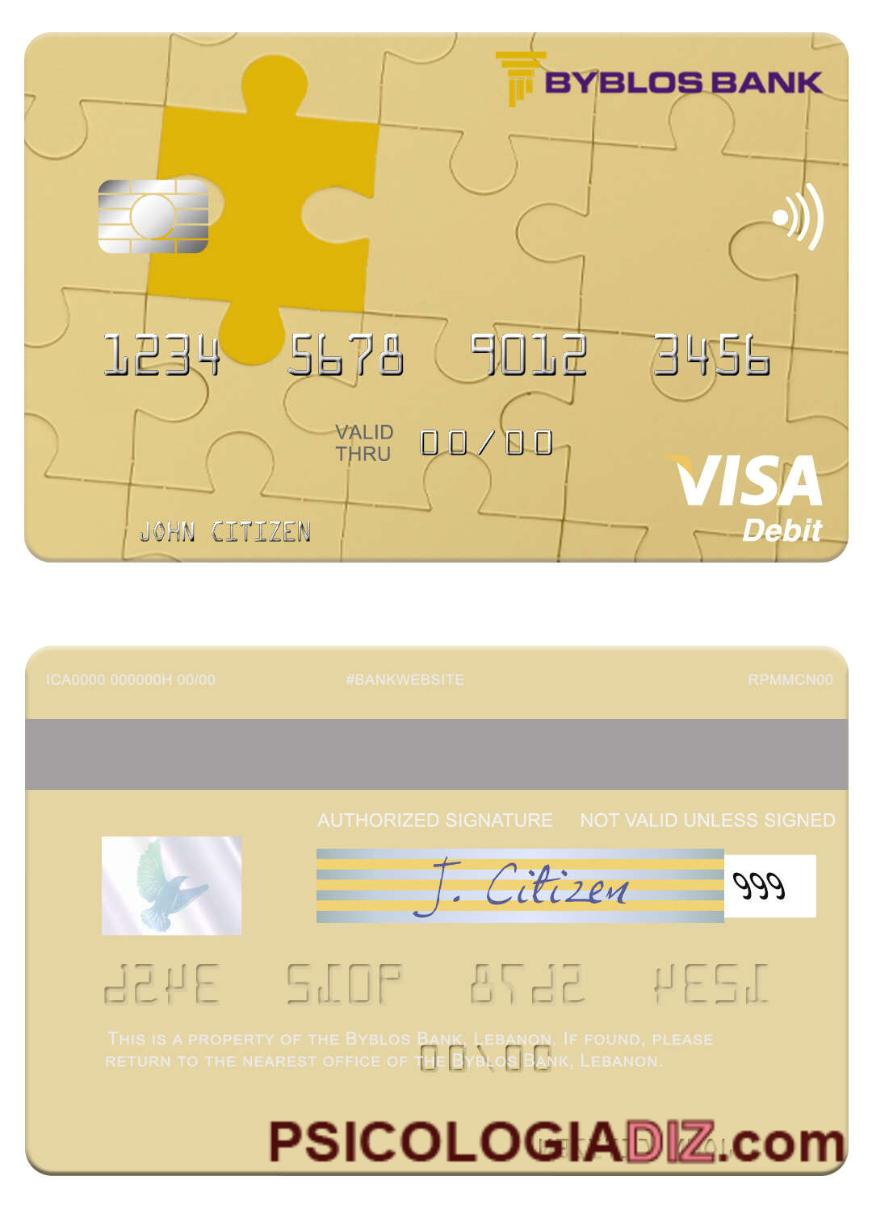 BYBLOS BANK
1234 5678 9012 3456
VALID THRU 00/00
VISA
Debit
JOHN CITIZEN
ICA0000 000000H 00/00 #BANKWEBSITE RPMMCN00
AUTHORIZED SIGNATURE NOT VALID UNLESS SIGNED
J. Citizen 999
THIS IS A PROPERTY OF THE BYBLOS BANK, LEBANON. IF FOUND, PLEASE
RETURN TO THE NEAREST OFFICE OF THE BYBLOS BANK, LEBANON.
PSICOLOGIADIZ.com